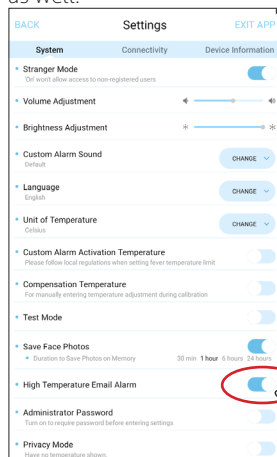 as well.
BACK Settings EXIT APP
System Connectivity Device Information
Stranger Mode
'On' won't allow access to non-registered users
Volume Adjustment
Brightness Adjustment
Custom Alarm Sound
Default
CHANGE
Language
English
CHANGE
Unit of Temperature
Celsius
CHANGE
Custom Alarm Activation Temperature
Please follow local regulations when setting fever temperature limit
Compensation Temperature
For manually entering temperature adjustment during calibration
Test Mode
Save Face Photos
Duration to Save Photos on Memory 30 min 1 hour 6 hours 24 hours
High Temperature Email Alarm
Administrator Password
Turn on to require password before entering settings
Privacy Mode
Have no temperature shown.